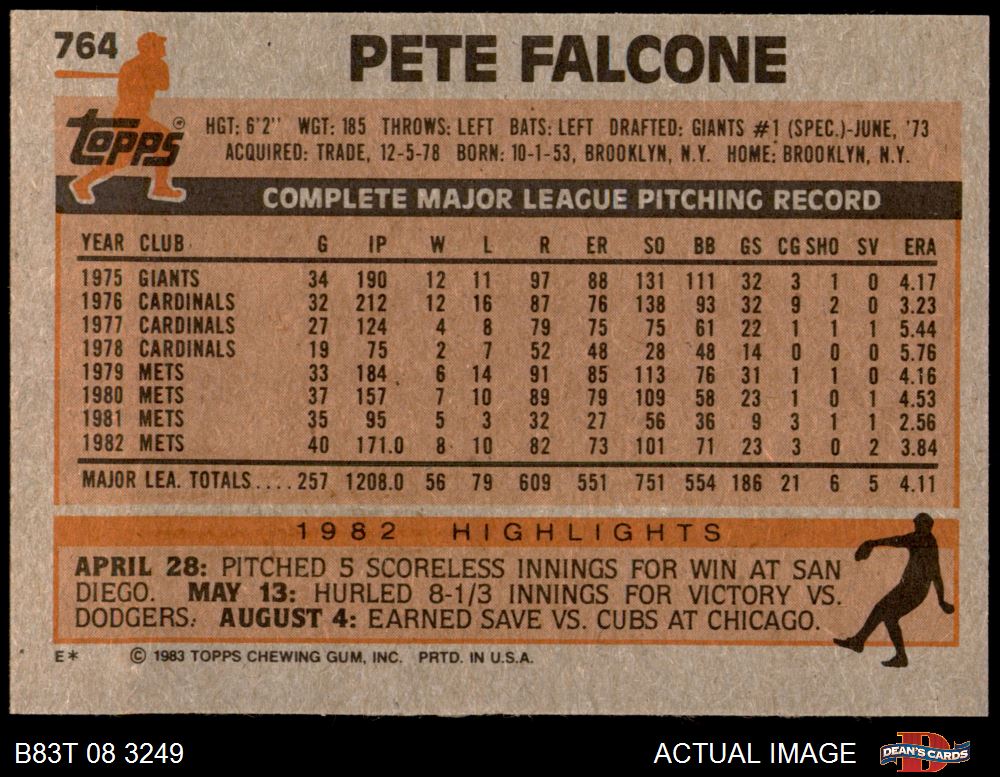 764
PETE FALCONE
topps®
HGT: 6'2" WGT: 185 THROWS: LEFT BATS: LEFT DRAFTED: GIANTS #1 (SPEC.)-JUNE, '73
ACQUIRED: TRADE, 12-5-78 BORN: 10-1-53, BROOKLYN, N.Y. HOME: BROOKLYN, N.Y.
COMPLETE MAJOR LEAGUE PITCHING RECORD
YEAR CLUB G IP W L R ER SO BB GS CG SHO SV ERA
1975 GIANTS 34 190 12 11 97 88 131 111 32 3 1 0 4.17
1976 CARDINALS 32 212 12 16 87 76 138 93 32 9 2 0 3.23
1977 CARDINALS 27 124 4 8 79 75 75 61 22 1 1 1 5.44
1978 CARDINALS 19 75 2 7 52 48 28 48 14 0 0 0 5.76
1979 METS 33 184 6 14 91 85 113 76 31 1 1 0 4.16
1980 METS 37 157 7 10 89 79 109 58 23 1 0 1 4.53
1981 METS 35 95 5 3 32 27 56 36 9 3 1 1 2.56
1982 METS 40 171.0 8 10 82 73 101 71 23 3 0 2 3.84
MAJOR LEA. TOTALS....257 1208.0 56 79 609 551 751 554 186 21 6 5 4.11
1982 HIGHLIGHTS
APRIL 28: PITCHED 5 SCORELESS INNINGS FOR WIN AT SAN
DIEGO. MAY 13: HURLED 8-1/3 INNINGS FOR VICTORY VS.
DODGERS. AUGUST 4: EARNED SAVE VS. CUBS AT CHICAGO.
E* © 1983 TOPPS CHEWING GUM, INC. PRTD. IN U.S.A.
B83T 08 3249
ACTUAL IMAGE
D
DEAN'S CARDS